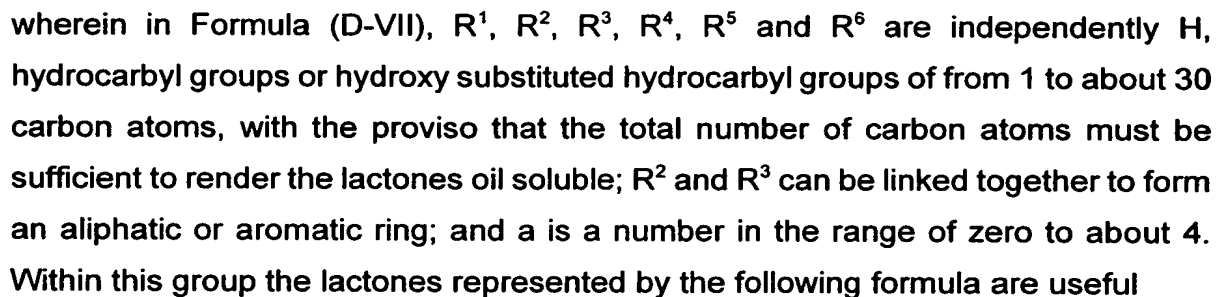 wherein in Formula (D-VII), R¹, R², R³, R⁴, R⁵ and R⁶ are independently H,
hydrocarbyl groups or hydroxy substituted hydrocarbyl groups of from 1 to about 30
carbon atoms, with the proviso that the total number of carbon atoms must be
sufficient to render the lactones oil soluble; R² and R³ can be linked together to form
an aliphatic or aromatic ring; and a is a number in the range of zero to about 4.
Within this group the lactones represented by the following formula are useful